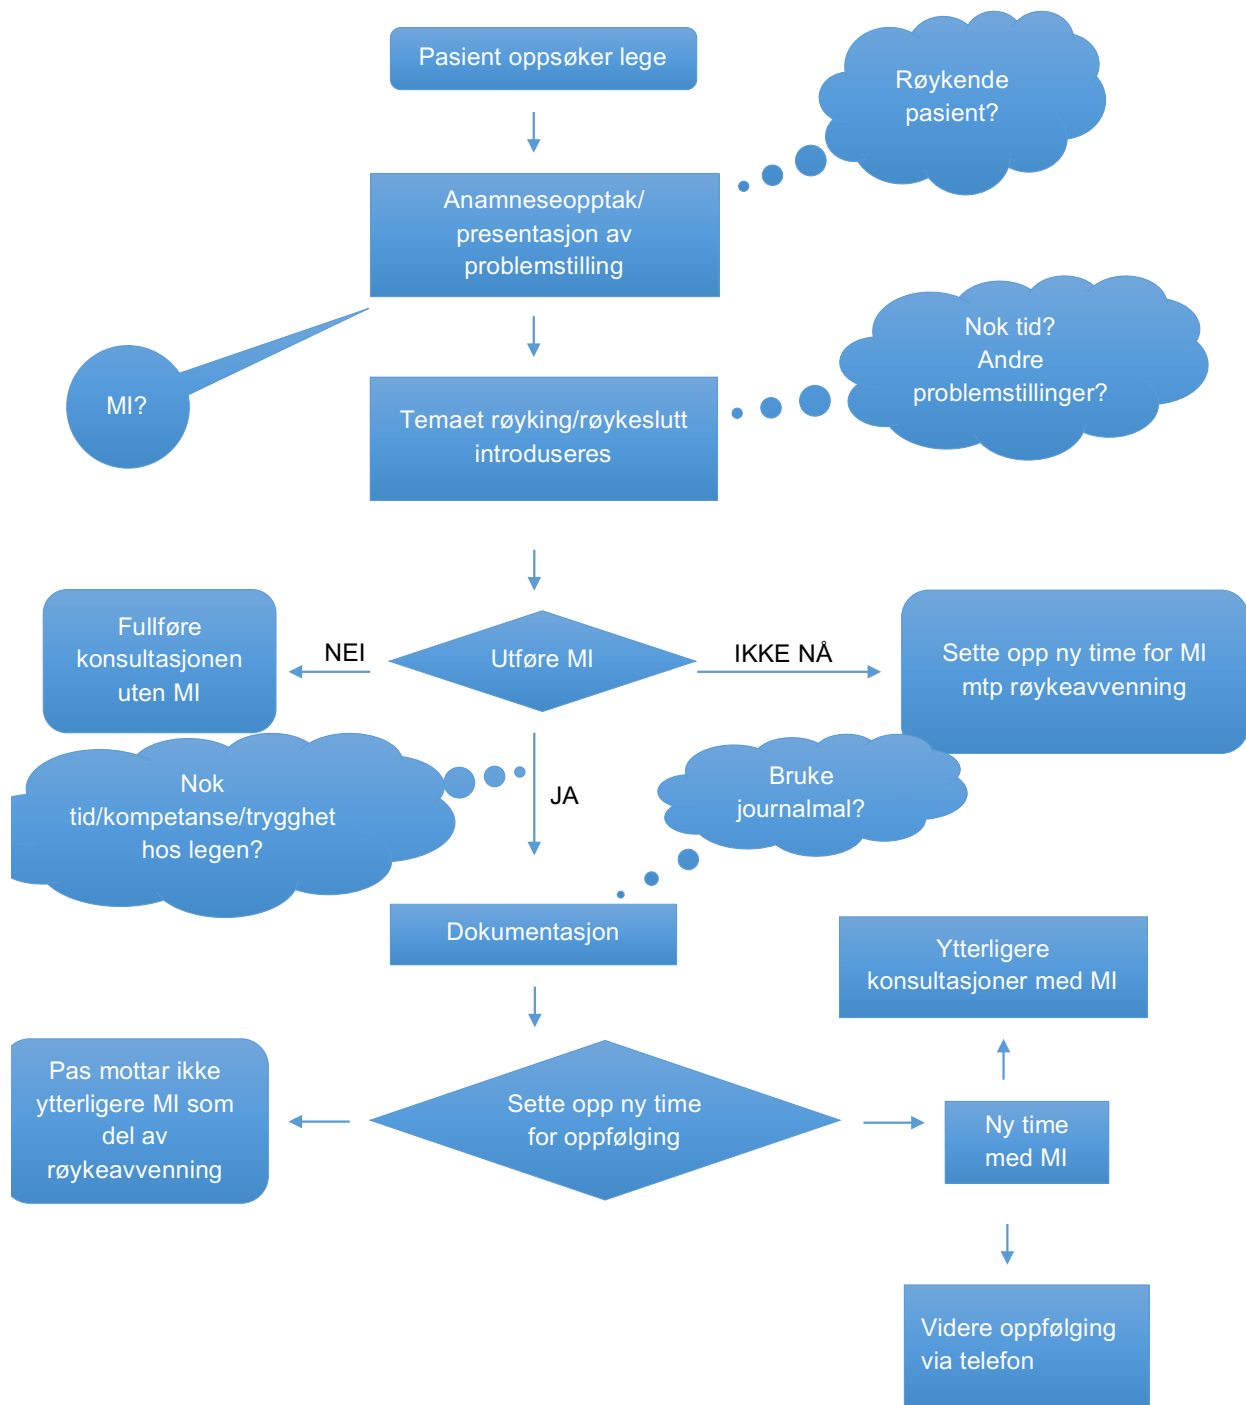 Pasient oppsøker lege
Røykende
pasient?
Anamneseopptak/
presentasjon av
problemstilling
Nok tid?
Andre
problemstillinger?
MI?
Temaet røyking/røykeslutt
introduseres
Fullføre
konsultasjonen
uten MI
NEI
Utføre MI
IKKE NÅ
Sette opp ny time for MI
mtp røykeavvenning
Nok
tid/kompetanse/trygghet
hos legen?
JA
Bruke
journalmal?
Dokumentasjon
Ytterligere
konsultasjoner med MI
Pas mottar ikke
ytterligere MI som
del av
røykeavvenning
Sette opp ny time
for oppfølging
Ny time
med MI
Videre oppfølging
via telefon